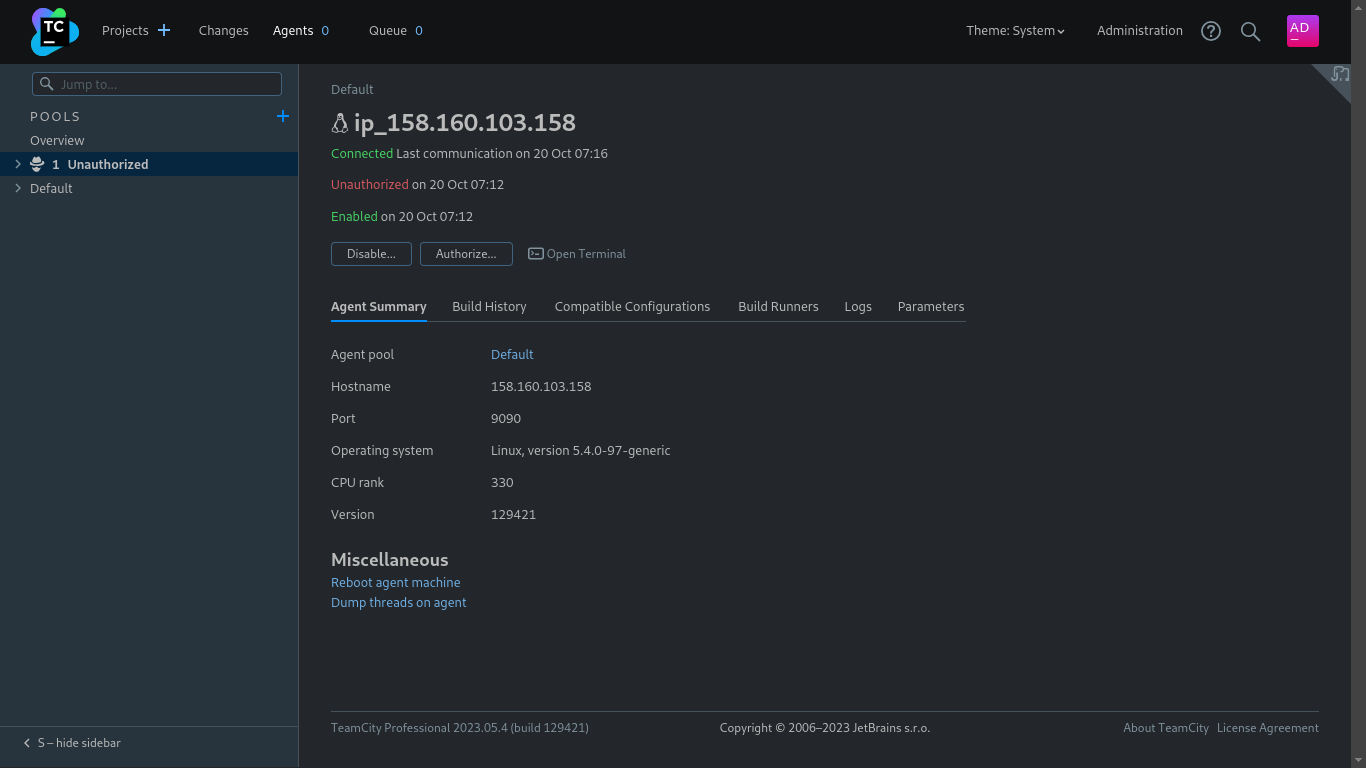 TC
Projects
Changes
Agents 0
Queue 0
Theme: System
Administration
AD
Jump to...
POOLS
Overview
1 Unauthorized
Default
Default
ip_158.160.103.158
Connected Last communication on 20 Oct 07:16
Unauthorized on 20 Oct 07:12
Enabled on 20 Oct 07:12
Disable... Authorize... Open Terminal
Agent Summary Build History Compatible Configurations Build Runners Logs Parameters
Agent pool Default
Hostname 158.160.103.158
Port 9090
Operating system Linux, version 5.4.0-97-generic
CPU rank 330
Version 129421
Miscellaneous
Reboot agent machine
Dump threads on agent
TeamCity Professional 2023.05.4 (build 129421) Copyright © 2006–2023 JetBrains s.r.o. About TeamCity License Agreement
S – hide sidebar